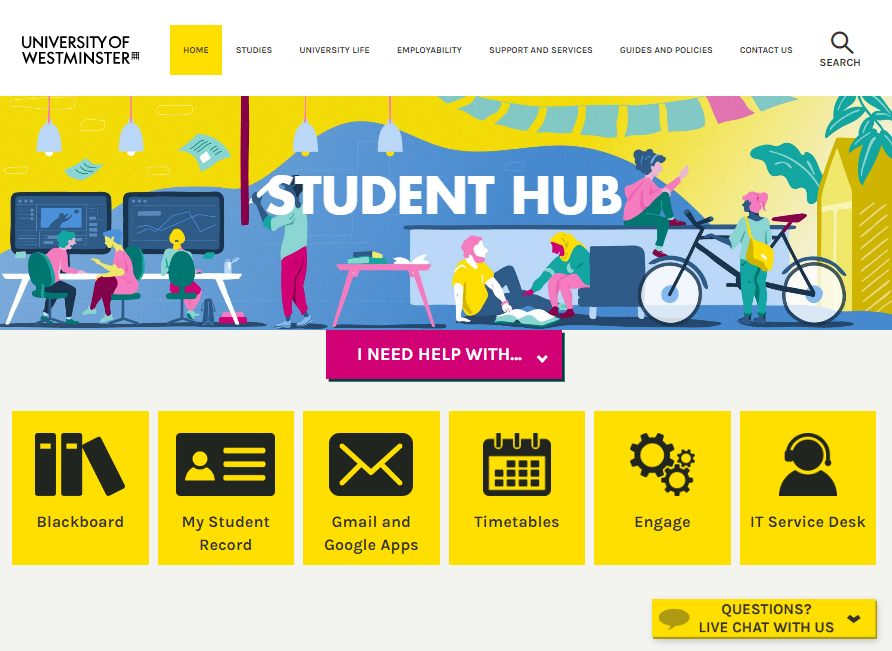 UNIVERSITY OF
WESTMINSTER
HOME
STUDIES
UNIVERSITY LIFE
EMPLOYABILITY
SUPPORT AND SERVICES
GUIDES AND POLICIES
CONTACT US
SEARCH
STUDENT HUB
I NEED HELP WITH...
Blackboard
My Student
Record
Gmail and
Google Apps
Timetables
Engage
IT Service Desk
QUESTIONS?
LIVE CHAT WITH US